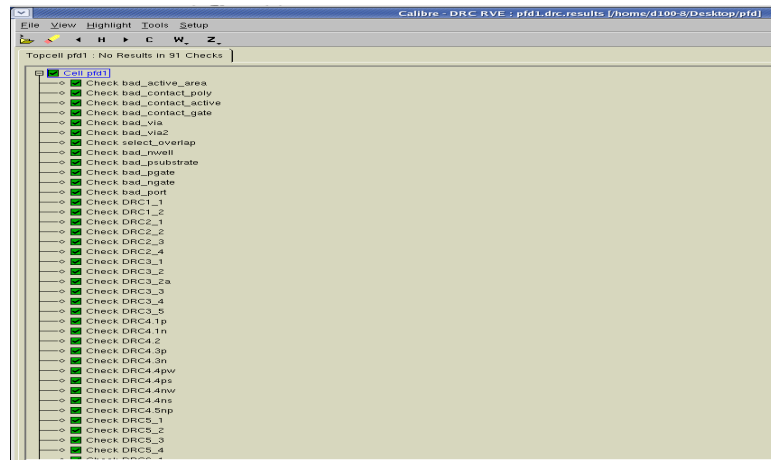 Calibre - DRC RVE : pfd1.drc.results [/home/d100-8/Desktop/pfd]
File View Highlight Tools Setup
H C W Z
Topcell pfd1 : No Results in 91 Checks
Cell pfd1
Check bad_active_area
Check bad_contact_poly
Check bad_contact_active
Check bad_contact_gate
Check bad_via
Check bad_via2
Check select_overlap
Check bad_nwell
Check bad_psubstrate
Check bad_pgate
Check bad_ngate
Check bad_port
Check DRC1_1
Check DRC1_2
Check DRC2_1
Check DRC2_2
Check DRC2_3
Check DRC2_4
Check DRC3_1
Check DRC3_2
Check DRC3_2a
Check DRC3_3
Check DRC3_4
Check DRC3_5
Check DRC4.1p
Check DRC4.1n
Check DRC4.2
Check DRC4.3p
Check DRC4.3n
Check DRC4.4pw
Check DRC4.4ps
Check DRC4.4nw
Check DRC4.4ns
Check DRC4.5np
Check DRC5_1
Check DRC5_2
Check DRC5_3
Check DRC5_4